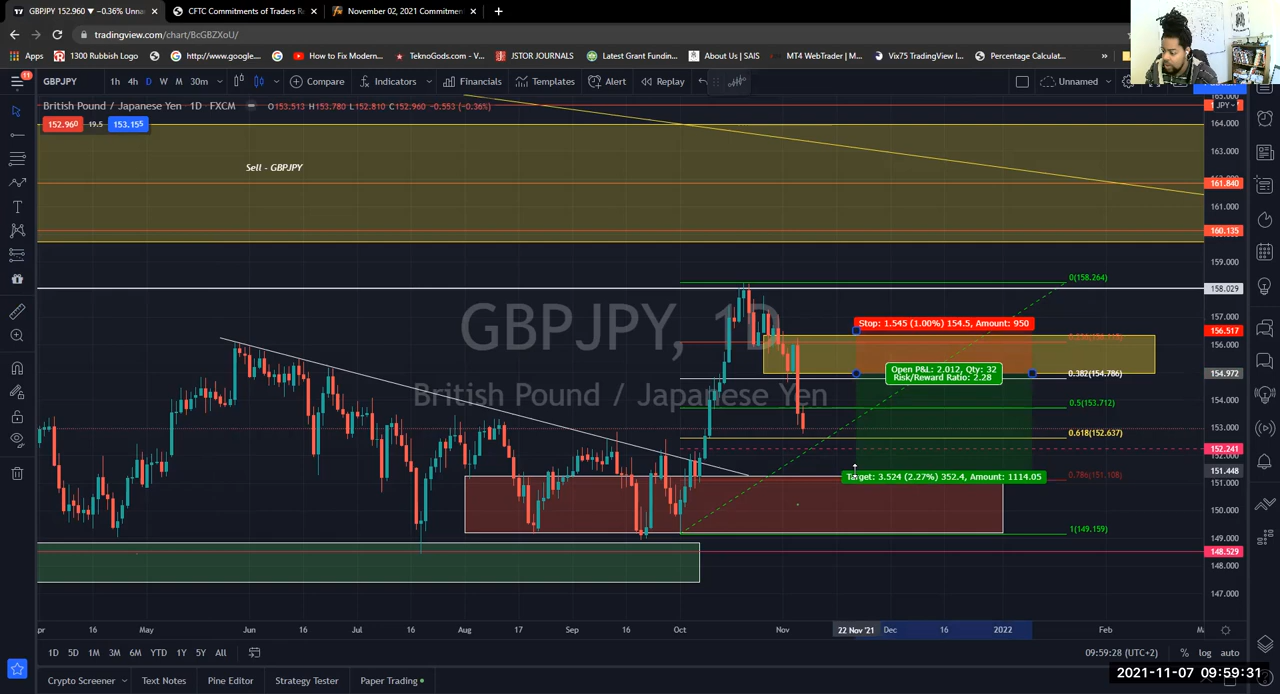 GBPJPY 152.960 ▼ −0.36% Unna
CFTC Commitments of Traders R
November 02, 2021 Commitment
tradingview.com/chart/BcGBZXoU/
Apps
1300 Rubbish Logo
http://www.google...
How to Fix Modern...
TeknoGods.com - V...
JSTOR JOURNALS
Latest Grant Fundin...
About Us | SAIS
MT4 WebTrader | M...
Vix75 TradingView I...
Percentage Calculat...
»
11
GBPJPY
1h 4h D W M 30m
Compare
Indicators
Financials
Templates
Alert
Replay
Unnamed
British Pound / Japanese Yen 1D FXCM
O153.513 H153.780 L152.810 C152.960 −0.553 (−0.36%)
152.960 19.5 153.155
JPY
164.000
163.000
Sell - GBPJPY
161.840
161.000
160.135
159.000
0(158.264)
158.029
GBPJPY, 1D
British Pound / Japanese Yen
157.000
Stop: 1.545 (1.00%) 154.5, Amount: 950
156.517
156.000
Open P&L: 2.012, Qty: 32
Risk/Reward Ratio: 2.28
0.382(154.786)
154.972
154.000
0.5(153.712)
153.000
0.618(152.637)
152.241
152.000
151.448
Target: 3.524 (2.27%) 352.4, Amount: 1114.05
0.786(151.108)
151.000
150.000
1(149.159)
149.000
148.529
148.000
147.000
16 May Jun 16 Jul 16 Aug 17 Sep 16 Oct Nov 22 Nov '21 Dec 16 2022 Feb
1D 5D 1M 3M 6M YTD 1Y 5Y All
09:59:28 (UTC+2)
% log auto
2021-11-07 09:59:31
Crypto Screener
Text Notes
Pine Editor
Strategy Tester
Paper Trading